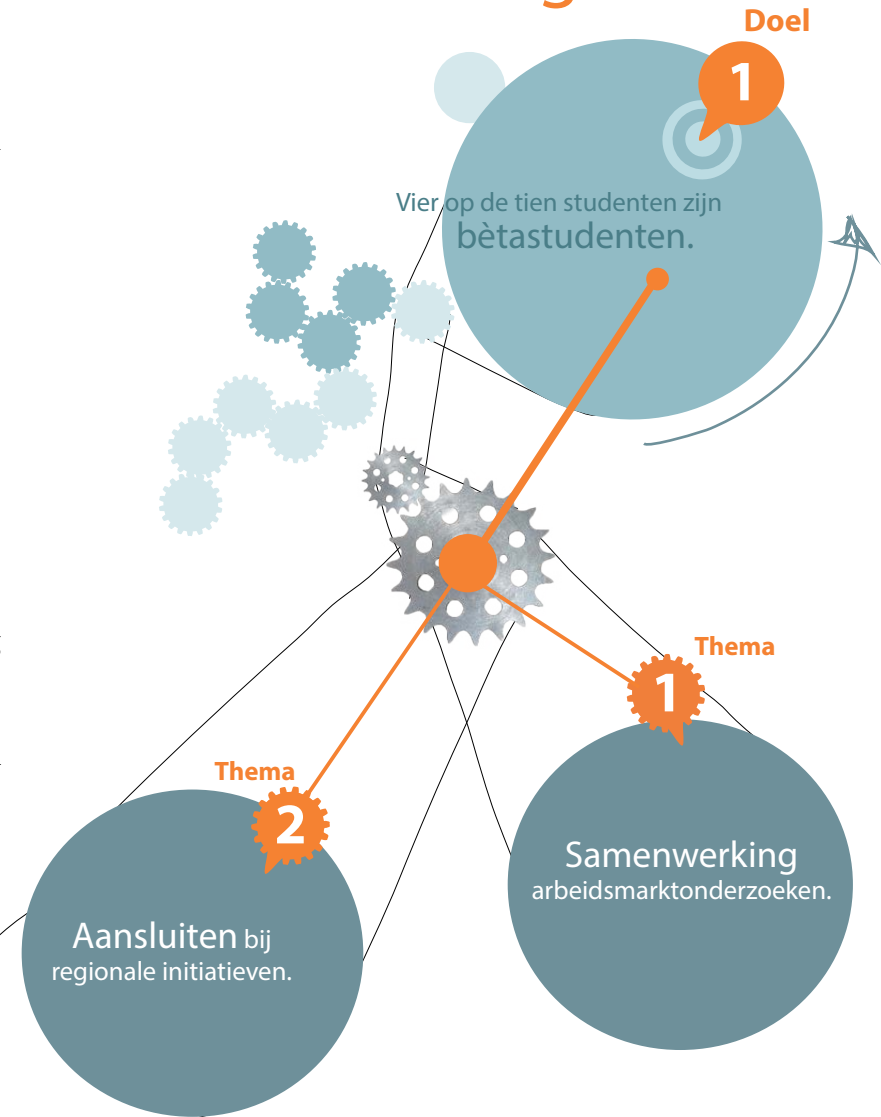 Doel
1
Vier op de tien studenten zijn
bètastudenten.
Thema
1
Samenwerking
arbeidsmarktonderzoeken.
Thema
2
Aansluiten bij
regionale initiatieven.